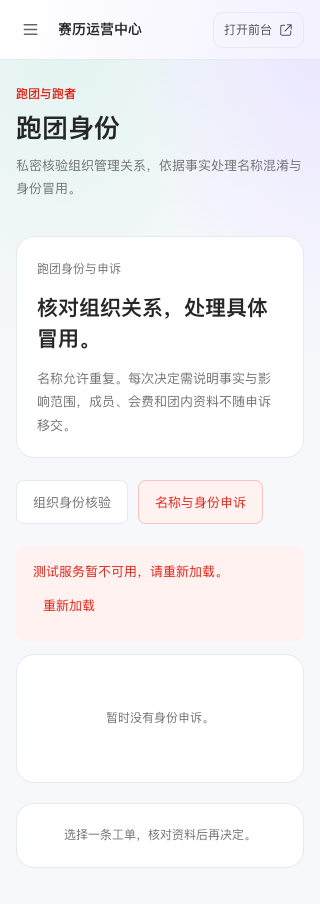 赛历运营中心
打开前台
跑团与跑者
跑团身份
私密核验组织管理关系，依据事实处理名称混淆与
身份冒用。
跑团身份与申诉
核对组织关系，处理具体
冒用。
名称允许重复。每次决定需说明事实与影
响范围，成员、会费和团内资料不随申诉
移交。
组织身份核验
名称与身份申诉
测试服务暂不可用，请重新加载。
重新加载
暂时没有身份申诉。
选择一条工单，核对资料后再决定。